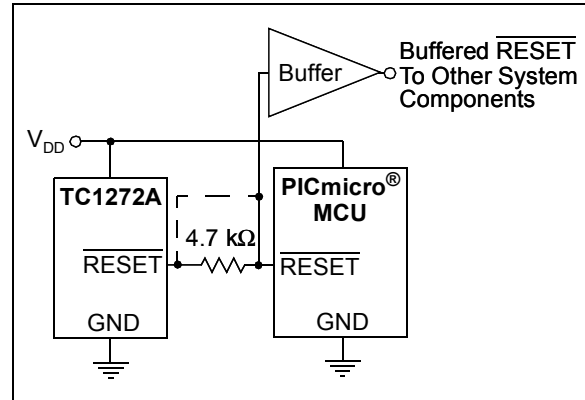 Buffer
Buffered RESET
To Other System
Components
VDD
TC1272A
PICmicro®
MCU
4.7 kΩ
RESET
RESET
GND
GND